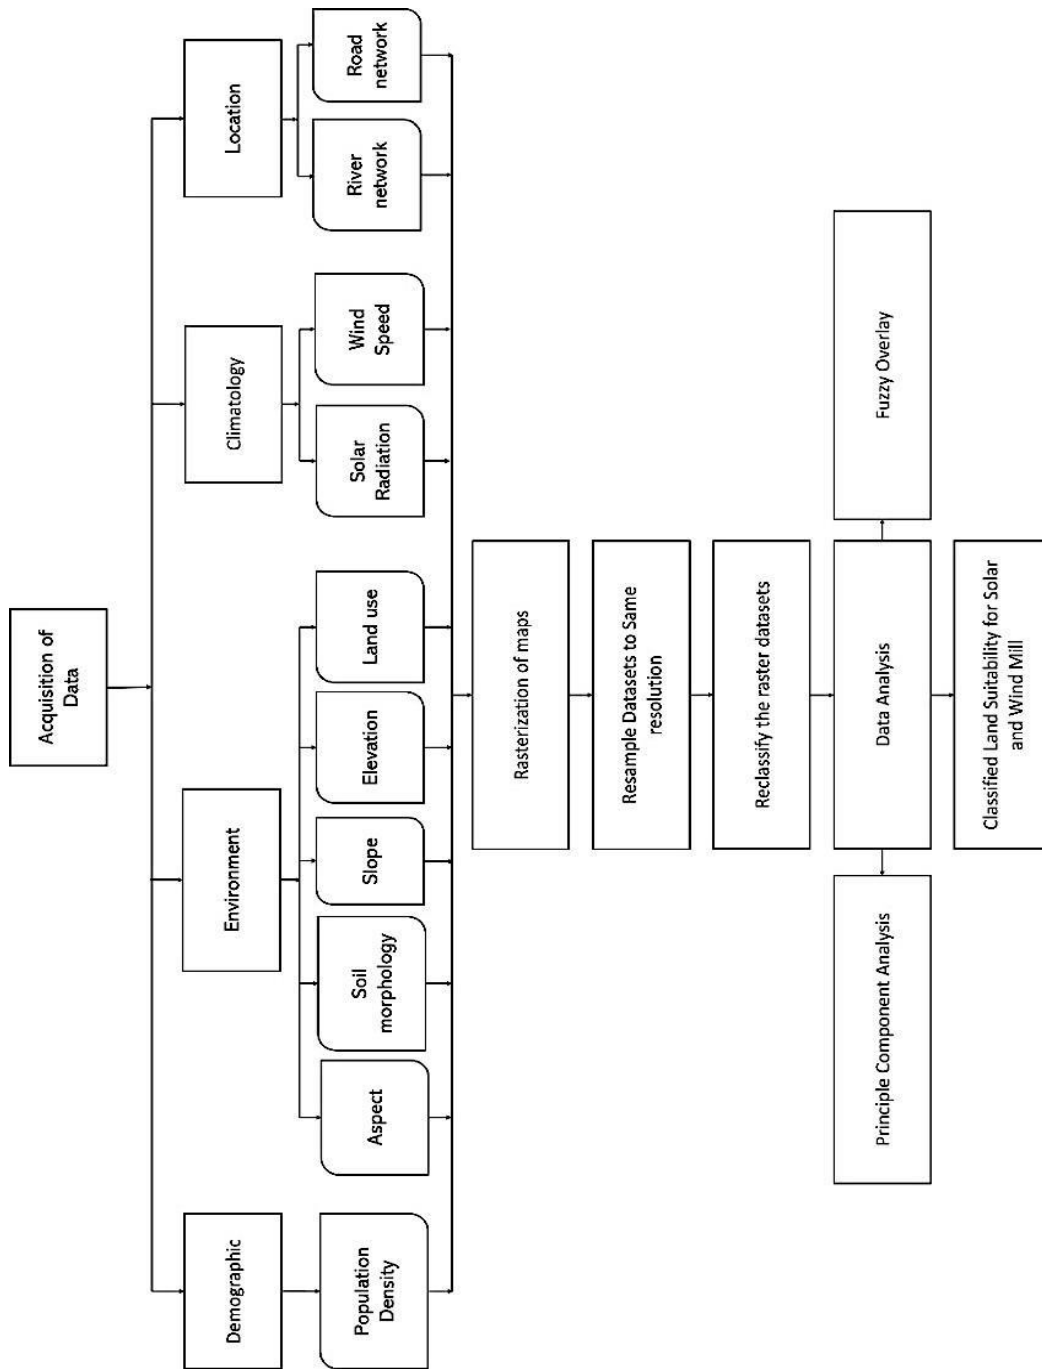 Acquisition of
Data
Demographic
Environment
Climatology
Location
Population
Density
Aspect
Soil
morphology
Slope
Elevation
Land use
Solar
Radiation
Wind
Speed
River
network
Road
network
Rasterization of maps
Resample Datasets to Same
resolution
Reclassify the raster datasets
Principle Component Analysis
Data Analysis
Fuzzy Overlay
Classified Land Suitability for Solar
and Wind Mill